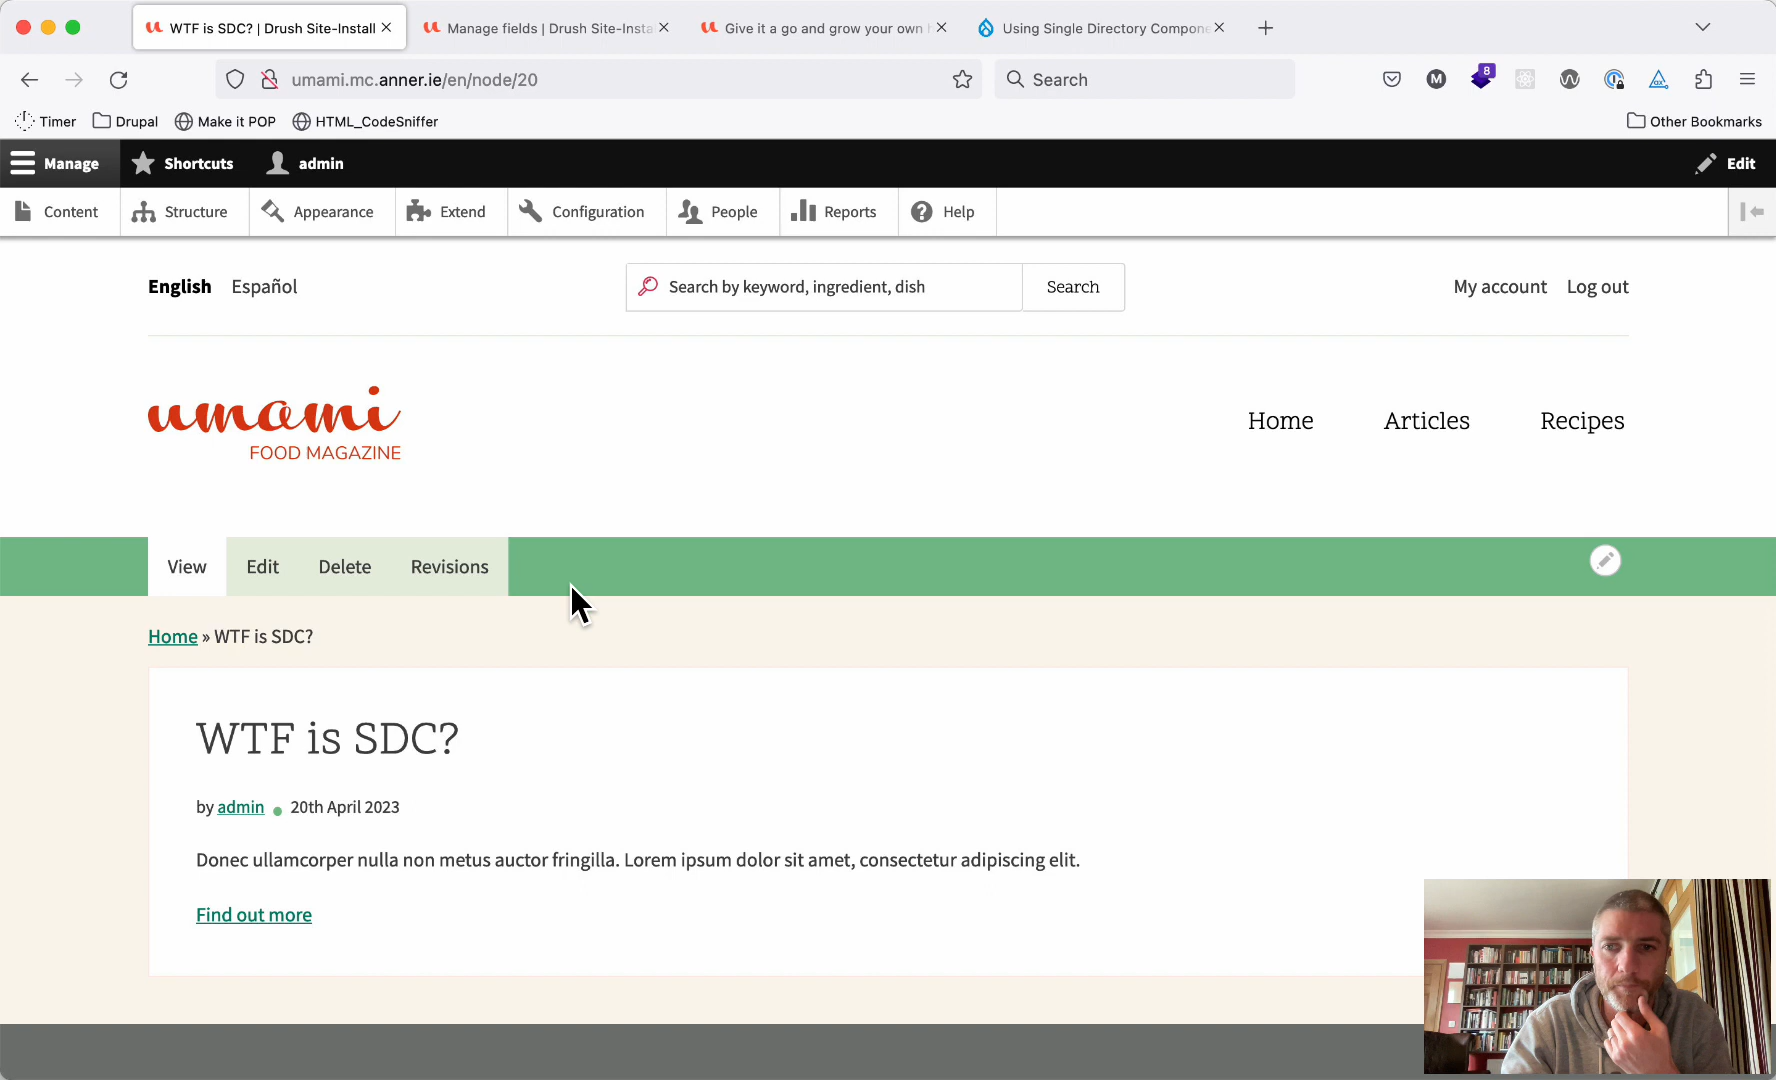 WTF is SDC? | Drush Site-Install
Manage fields | Drush Site-Insta
Give it a go and grow your own
Using Single Directory Compone
umami.mc.anner.ie/en/node/20
Search
M
8
Timer
Drupal
Make it POP
HTML_CodeSniffer
Other Bookmarks
Manage
Shortcuts
admin
Edit
Content
Structure
Appearance
Extend
Configuration
People
Reports
Help
English
Español
Search by keyword, ingredient, dish
Search
My account
Log out
umami
FOOD MAGAZINE
Home
Articles
Recipes
View
Edit
Delete
Revisions
Home » WTF is SDC?
WTF is SDC?
by admin ● 20th April 2023
Donec ullamcorper nulla non metus auctor fringilla. Lorem ipsum dolor sit amet, consectetur adipiscing elit.
Find out more